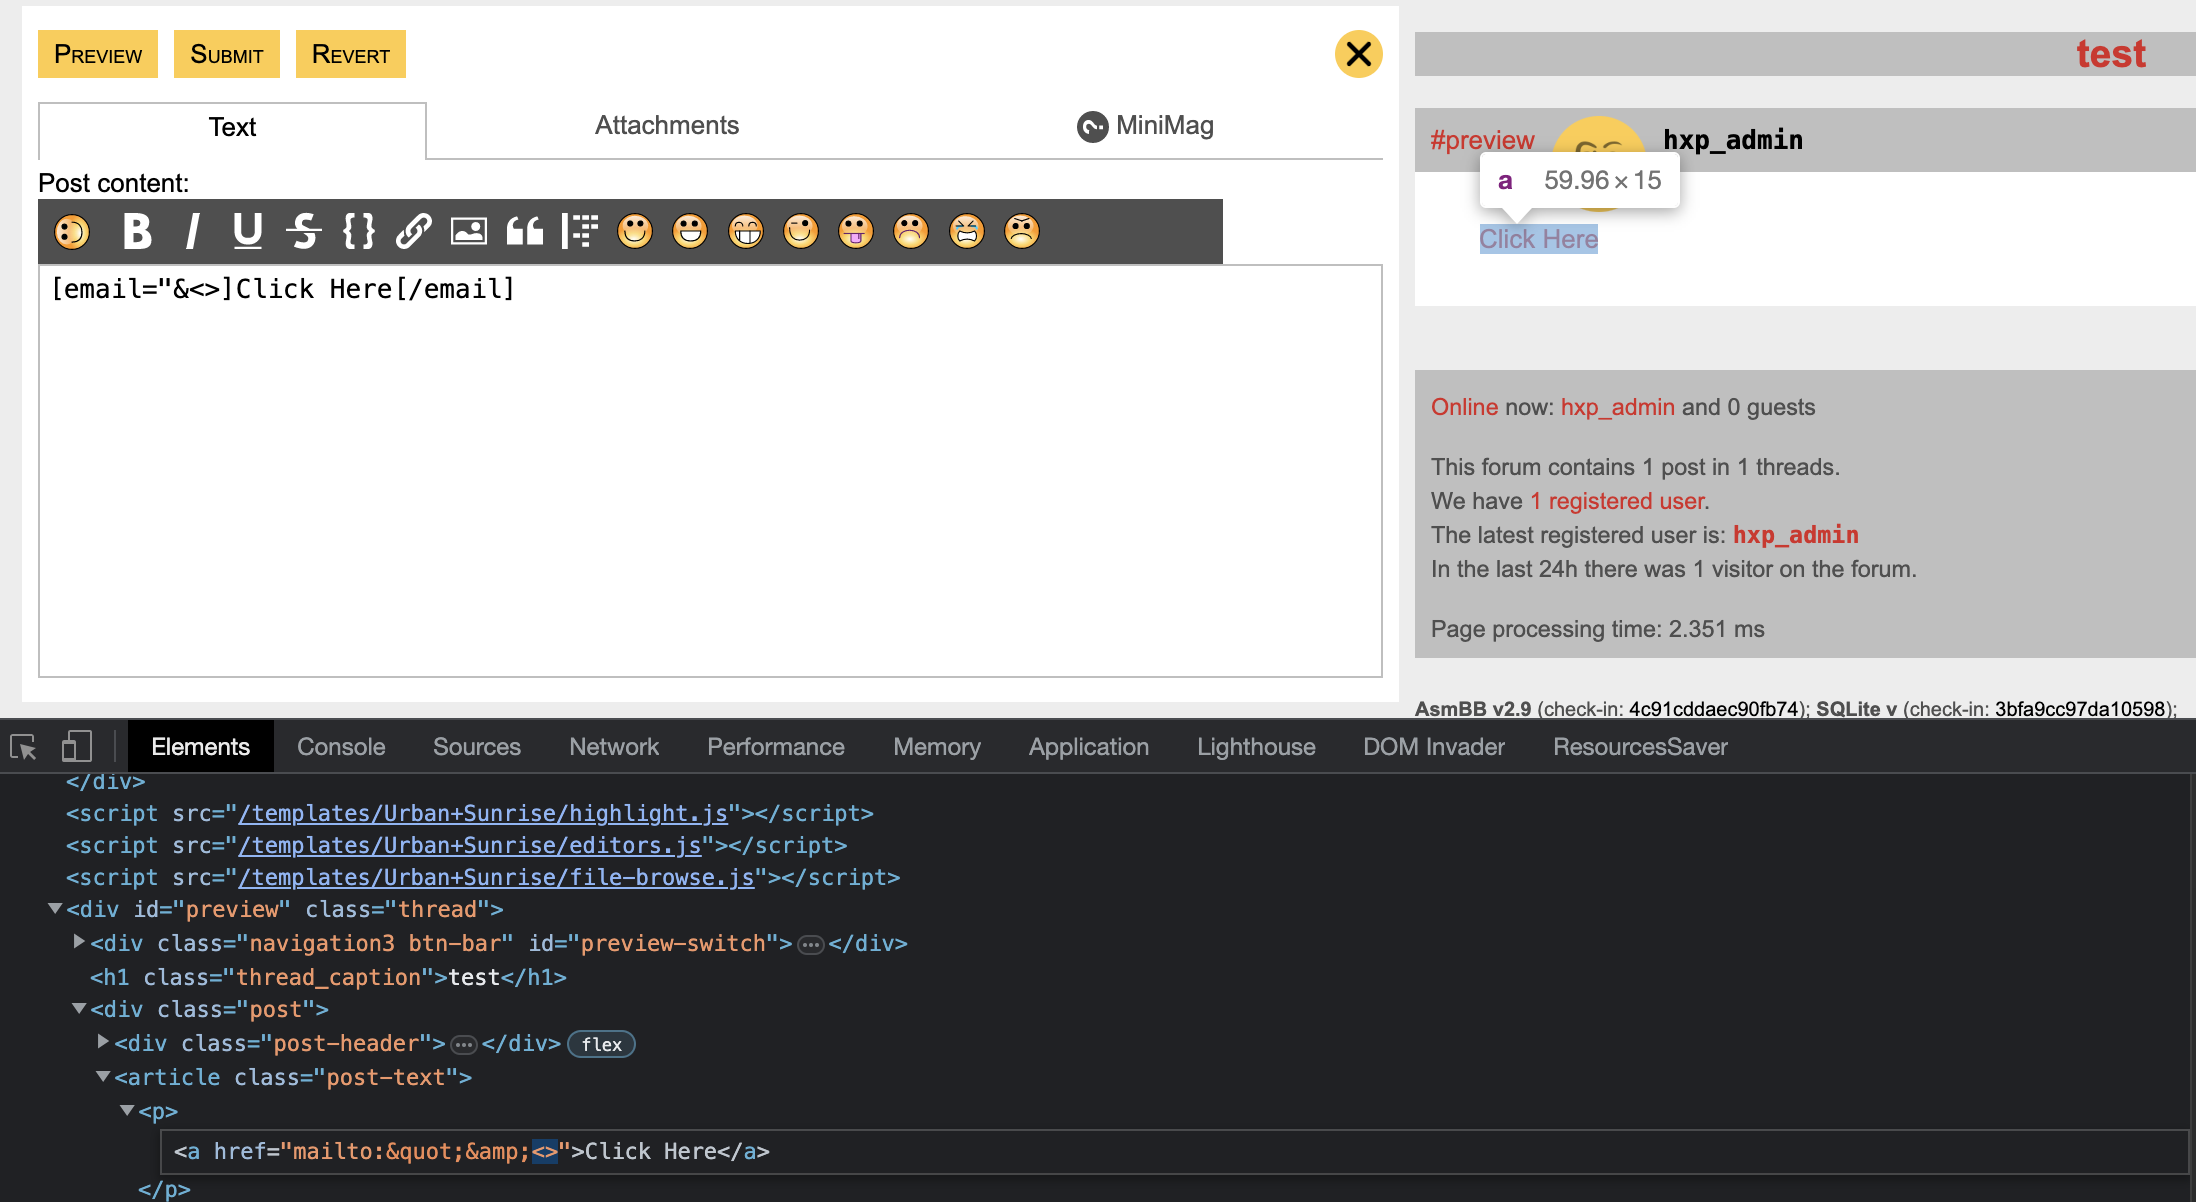 Preview Submit Revert
Text Attachments MiniMag
Post content:
[email="&<>]Click Here[/email]
test
#preview hxp_admin
a 59.96×15
Click Here
Online now: hxp_admin and 0 guests
This forum contains 1 post in 1 threads.
We have 1 registered user.
The latest registered user is: hxp_admin
In the last 24h there was 1 visitor on the forum.
Page processing time: 2.351 ms
AsmBB v2.9 (check-in: 4c91cddaec90fb74); SQLite v (check-in: 3bfa9cc97da10598);
Elements Console Sources Network Performance Memory Application Lighthouse DOM Invader ResourcesSaver
</div>
<script src="/templates/Urban+Sunrise/highlight.js"></script>
<script src="/templates/Urban+Sunrise/editors.js"></script>
<script src="/templates/Urban+Sunrise/file-browse.js"></script>
<div id="preview" class="thread">
<div class="navigation3 btn-bar" id="preview-switch">…</div>
<h1 class="thread_caption">test</h1>
<div class="post">
<div class="post-header">…</div> flex
<article class="post-text">
<p>
<a href="mailto:&quot;&amp;<>">Click Here</a>
</p>